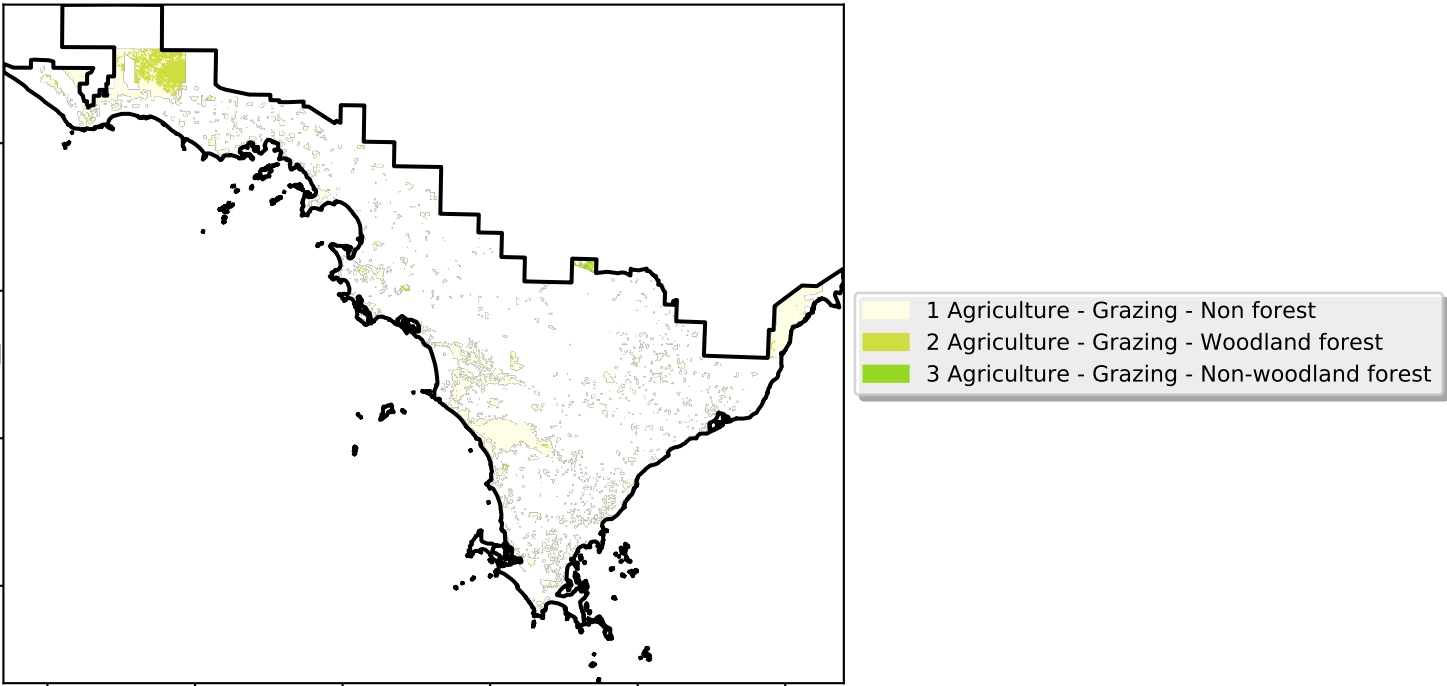 1 Agriculture - Grazing - Non forest
2 Agriculture - Grazing - Woodland forest
3 Agriculture - Grazing - Non-woodland forest